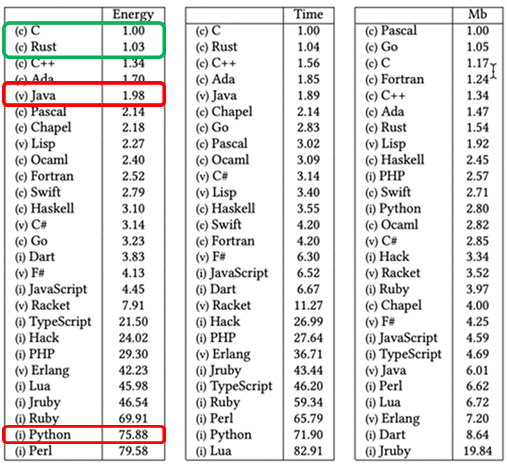 Energy
(c) C 1.00
(c) Rust 1.03
(c) C++ 1.34
(c) Ada 1.70
(v) Java 1.98
(c) Pascal 2.14
(c) Chapel 2.18
(v) Lisp 2.27
(c) Ocaml 2.40
(c) Fortran 2.52
(c) Swift 2.79
(c) Haskell 3.10
(v) C# 3.14
(c) Go 3.23
(i) Dart 3.83
(v) F# 4.13
(i) JavaScript 4.45
(v) Racket 7.91
(i) TypeScript 21.50
(i) Hack 24.02
(i) PHP 29.30
(v) Erlang 42.23
(i) Lua 45.98
(i) Jruby 46.54
(i) Ruby 69.91
(i) Python 75.88
(i) Perl 79.58
Time
(c) C 1.00
(c) Rust 1.04
(c) C++ 1.56
(c) Ada 1.85
(v) Java 1.89
(c) Chapel 2.14
(c) Go 2.83
(c) Pascal 3.02
(c) Ocaml 3.09
(v) C# 3.14
(v) Lisp 3.40
(c) Haskell 3.55
(c) Swift 4.20
(c) Fortran 4.20
(v) F# 6.30
(i) JavaScript 6.52
(i) Dart 6.67
(v) Racket 11.27
(i) Hack 26.99
(i) PHP 27.64
(v) Erlang 36.71
(i) Jruby 43.44
(i) TypeScript 46.20
(i) Ruby 59.34
(i) Perl 65.79
(i) Python 71.90
(i) Lua 82.91
Mb
(c) Pascal 1.00
(c) Go 1.05
(c) C 1.17
(c) Fortran 1.24
(c) C++ 1.34
(c) Ada 1.47
(c) Rust 1.54
(v) Lisp 1.92
(c) Haskell 2.45
(i) PHP 2.57
(c) Swift 2.71
(i) Python 2.80
(c) Ocaml 2.82
(v) C# 2.85
(i) Hack 3.34
(v) Racket 3.52
(i) Ruby 3.97
(c) Chapel 4.00
(v) F# 4.25
(i) JavaScript 4.59
(i) TypeScript 4.69
(v) Java 6.01
(i) Perl 6.62
(i) Lua 6.72
(v) Erlang 7.20
(i) Dart 8.64
(i) Jruby 19.84